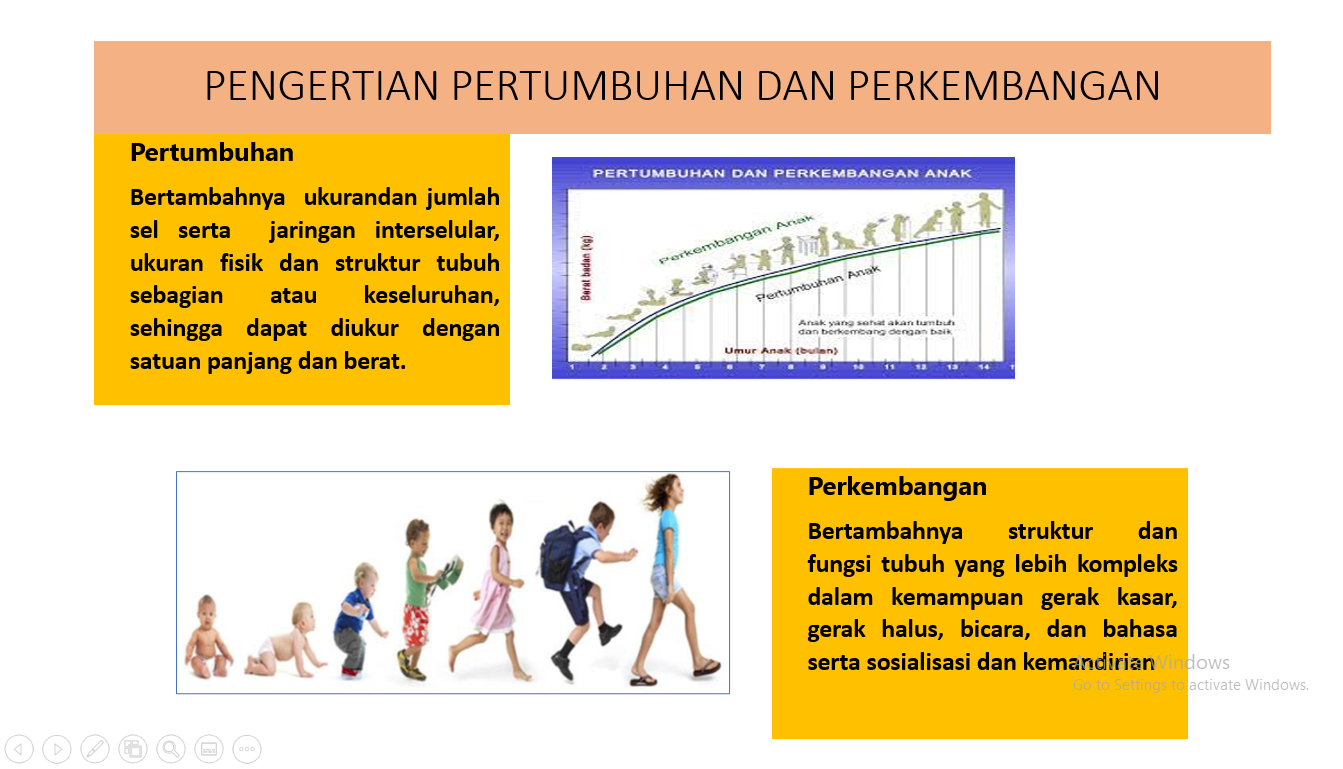 PENGERTIAN PERTUMBUHAN DAN PERKEMBANGAN
Pertumbuhan
Bertambahnya ukurandan jumlah
sel serta jaringan interselular,
ukuran fisik dan struktur tubuh
sebagian atau keseluruhan,
sehingga dapat diukur dengan
satuan panjang dan berat.
PERTUMBUHAN DAN PERKEMBANGAN ANAK
Perkembangan Anak
Berat badan (kg)
Pertumbuhan Anak
Anak yang sehat akan tumbuh
dan berkembang dengan baik
Umur Anak (bulan)
1 2 3 4 5 6 7 8 9 10 11 12 13 14
Perkembangan
Bertambahnya struktur dan
fungsi tubuh yang lebih kompleks
dalam kemampuan gerak kasar,
gerak halus, bicara, dan bahasa
serta sosialisasi dan kemandirian
Activate Windows
Go to Settings to activate Windows.